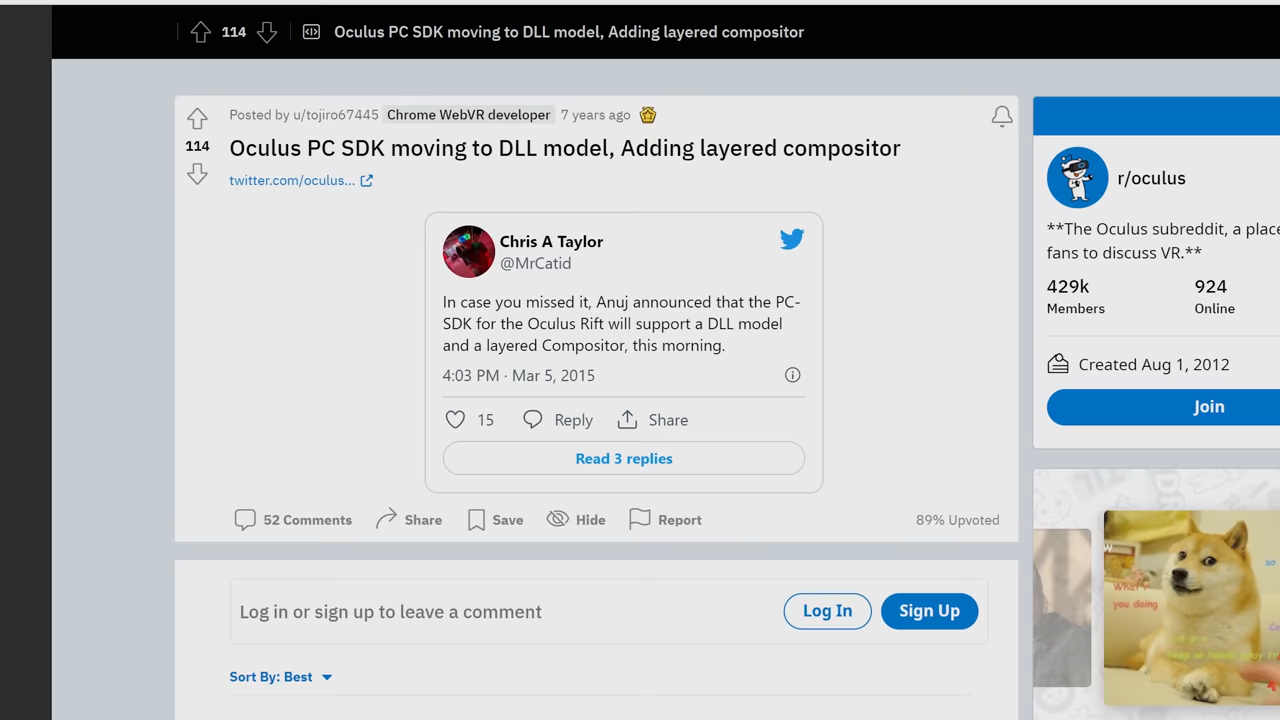 114 Oculus PC SDK moving to DLL model, Adding layered compositor
Posted by u/tojiro67445 Chrome WebVR developer 7 years ago
114
Oculus PC SDK moving to DLL model, Adding layered compositor
twitter.com/oculus...
Chris A Taylor
@MrCatid
In case you missed it, Anuj announced that the PC-
SDK for the Oculus Rift will support a DLL model
and a layered Compositor, this morning.
4:03 PM · Mar 5, 2015
15 Reply Share
Read 3 replies
52 Comments Share Save Hide Report 89% Upvoted
Log in or sign up to leave a comment Log In Sign Up
Sort By: Best
r/oculus
**The Oculus subreddit, a place
fans to discuss VR.**
429k 924
Members Online
Created Aug 1, 2012
Join
W
so
What
you doing